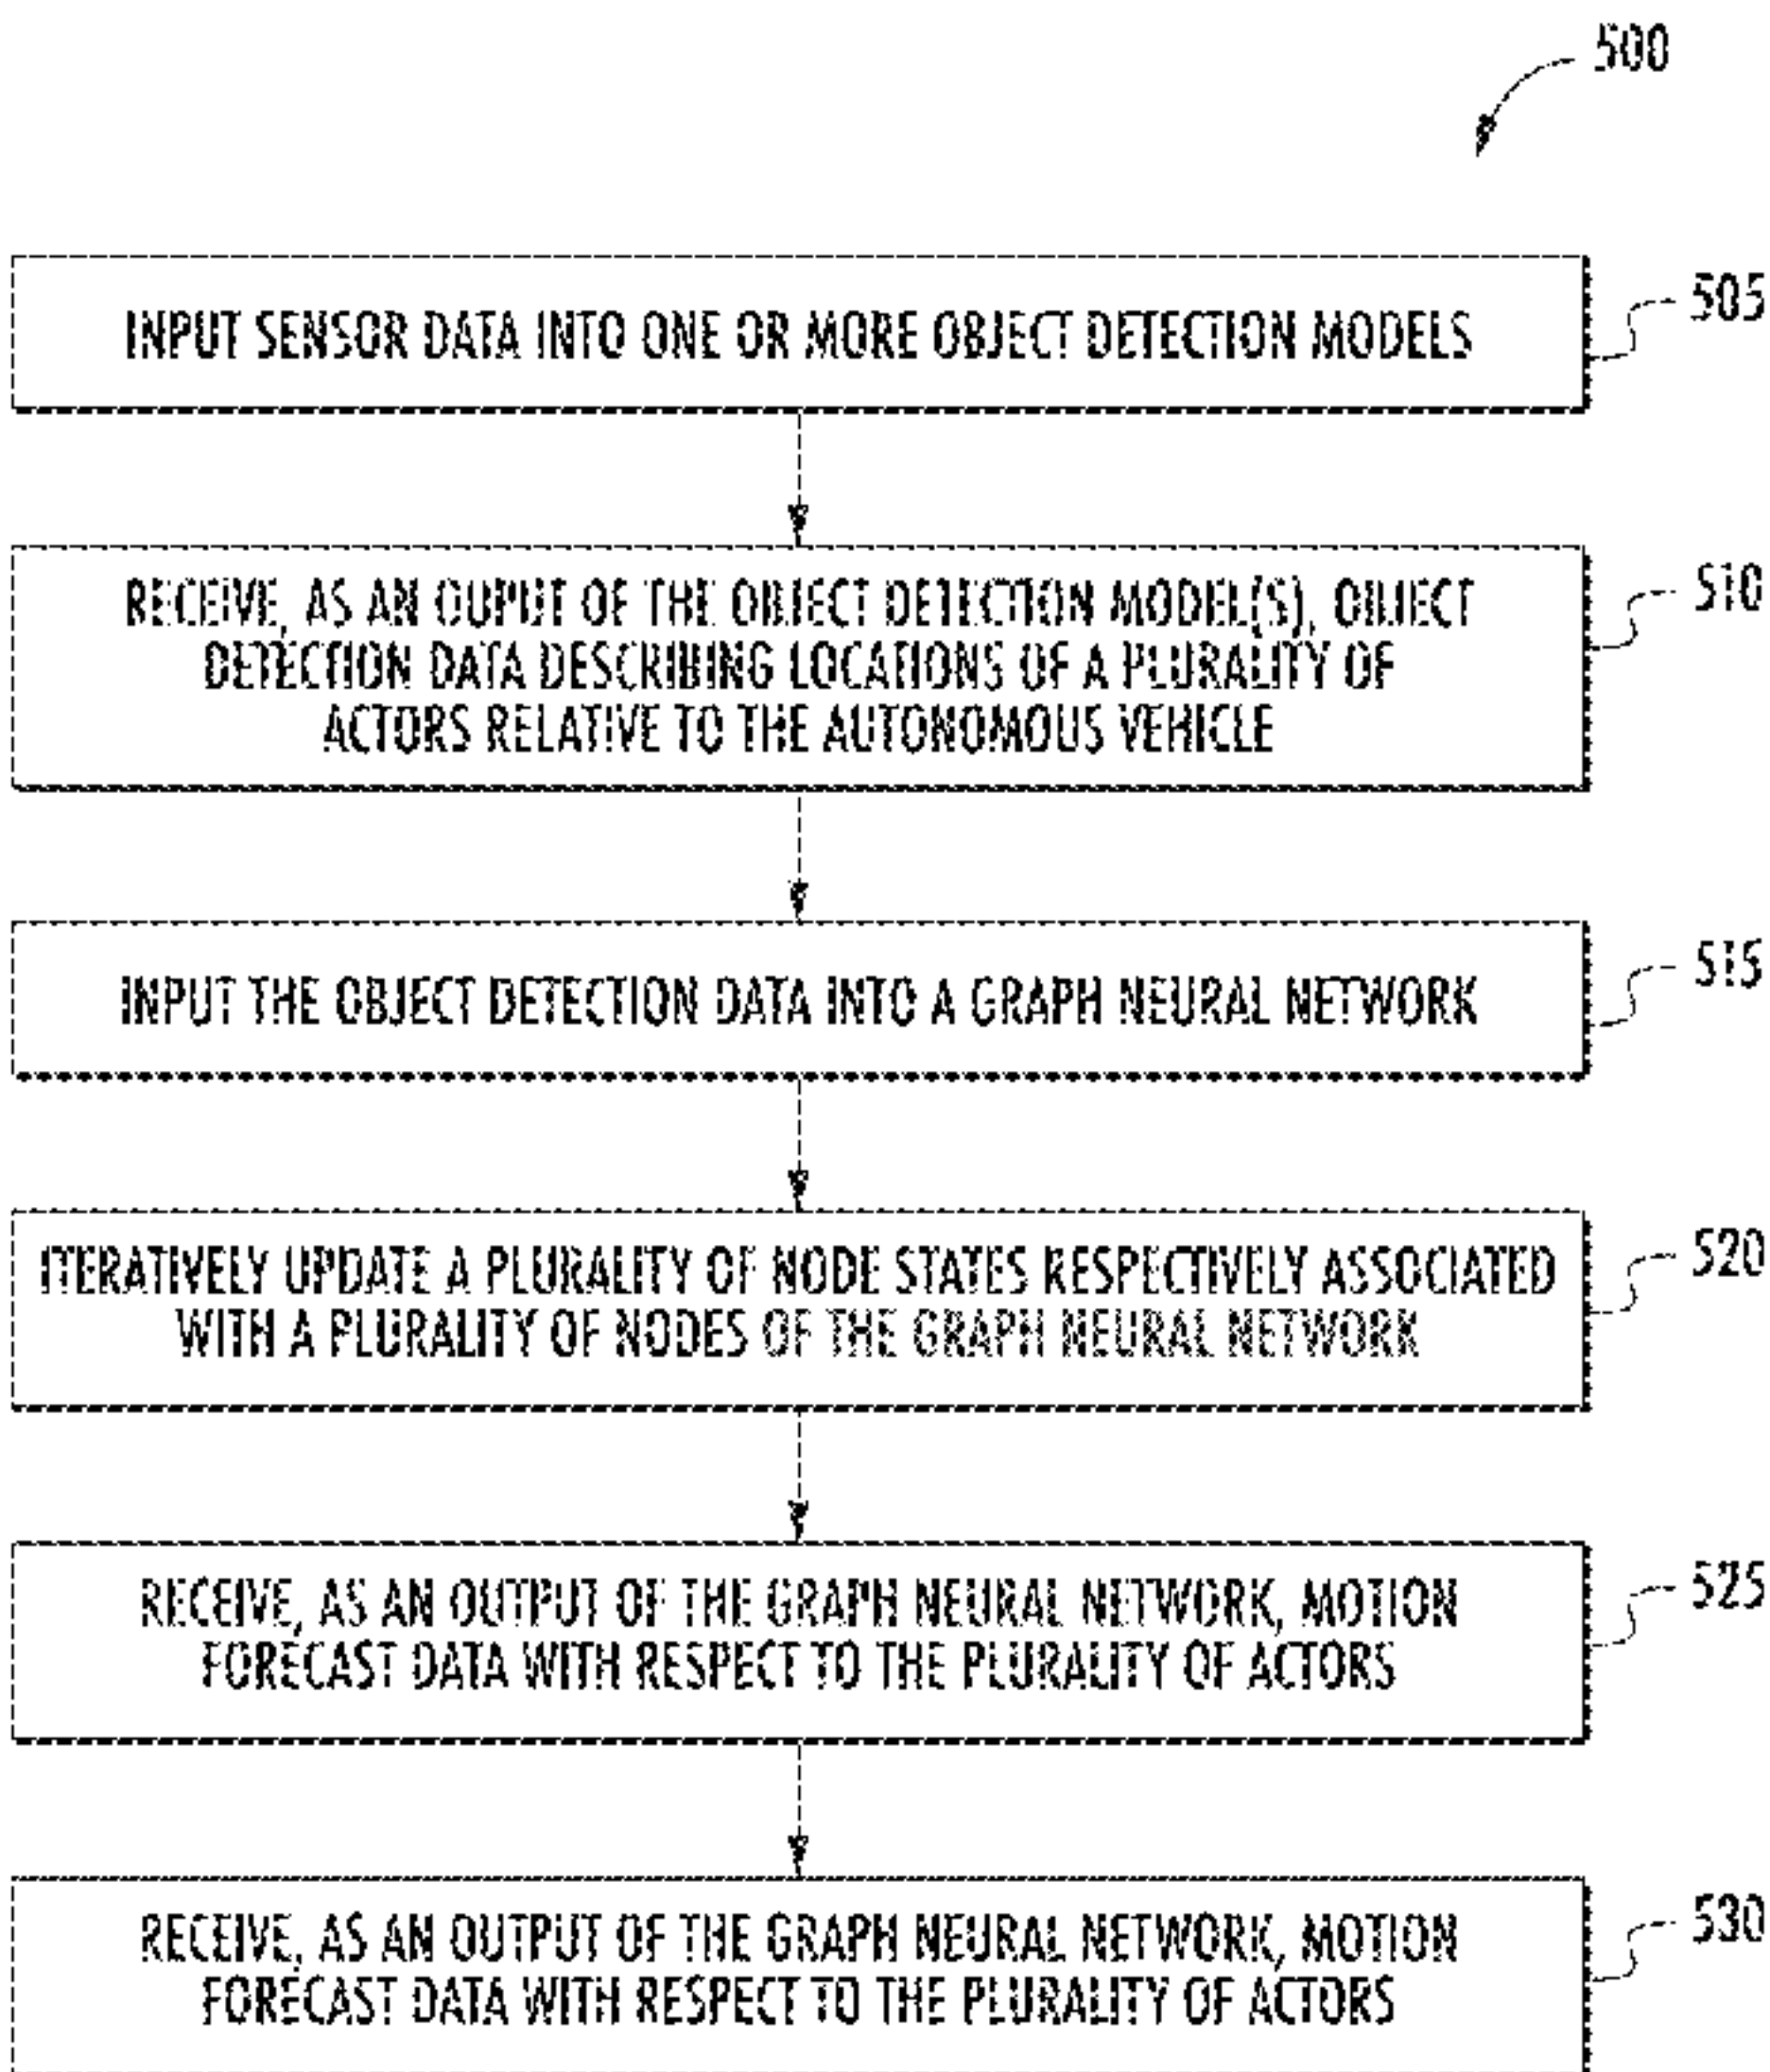 500
INPUT SENSOR DATA INTO ONE OR MORE OBJECT DETECTION MODELS
505
RECEIVE, AS AN OUPUT OF THE OBJECT DETECTION MODEL(S), OBJECT
DETECTION DATA DESCRIBING LOCATIONS OF A PLURALITY OF
ACTORS RELATIVE TO THE AUTONOMOUS VEHICLE
510
INPUT THE OBJECT DETECTION DATA INTO A GRAPH NEURAL NETWORK
515
ITERATIVELY UPDATE A PLURALITY OF NODE STATES RESPECTIVELY ASSOCIATED
WITH A PLURALITY OF NODES OF THE GRAPH NEURAL NETWORK
520
RECEIVE, AS AN OUTPUT OF THE GRAPH NEURAL NETWORK, MOTION
FORECAST DATA WITH RESPECT TO THE PLURALITY OF ACTORS
525
RECEIVE, AS AN OUTPUT OF THE GRAPH NEURAL NETWORK, MOTION
FORECAST DATA WITH RESPECT TO THE PLURALITY OF ACTORS
530